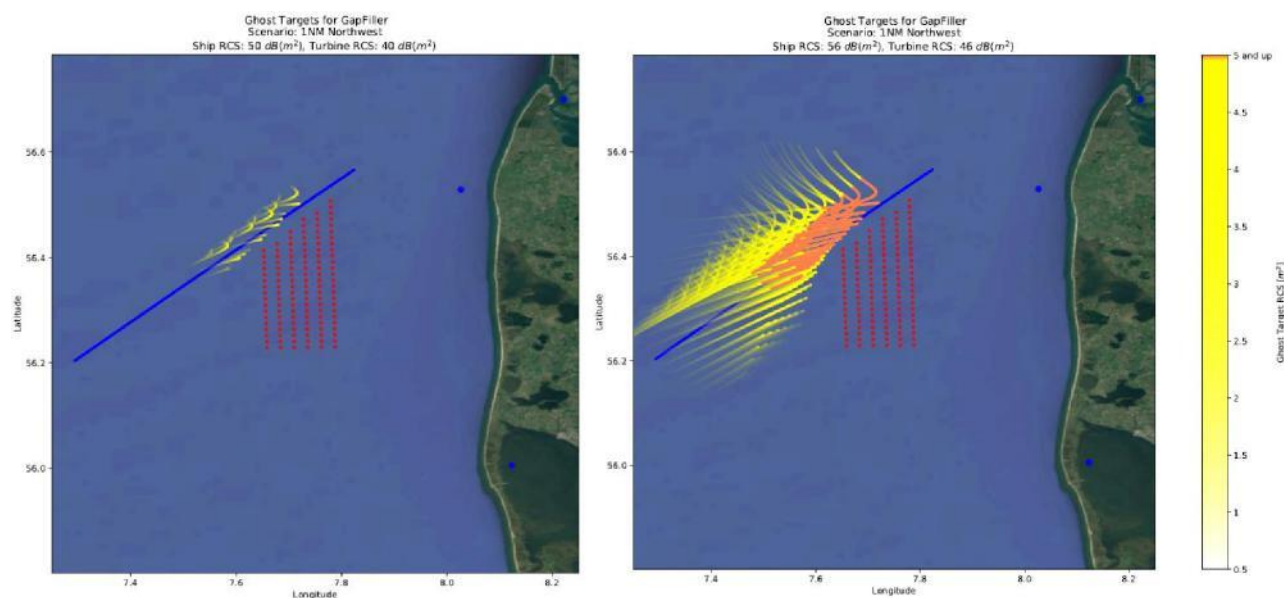 Ghost Targets for GapFiller
Scenario: 1NM Northwest
Ship RCS: 50 dB(m²), Turbine RCS: 40 dB(m²)
56.6
56.4
56.2
56.0
Latitude
7.4
7.6
7.8
8.0
8.2
Longitude
Ghost Targets for GapFiller
Scenario: 1NM Northwest
Ship RCS: 56 dB(m²), Turbine RCS: 46 dB(m²)
56.6
56.4
56.2
56.0
Latitude
7.4
7.6
7.8
8.0
8.2
Longitude
5 and up
4.5
4
3.5
3
2.5
2
1.5
1
0.5
Ghost Target RCS [m²]